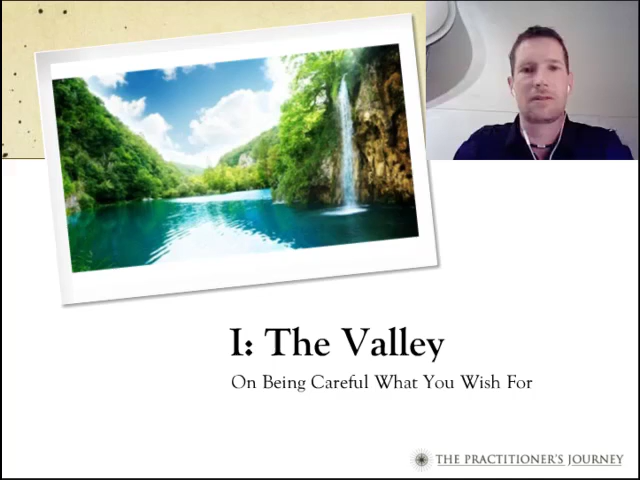 I: The Valley
On Being Careful What You Wish For
THE PRACTITIONER'S JOURNEY